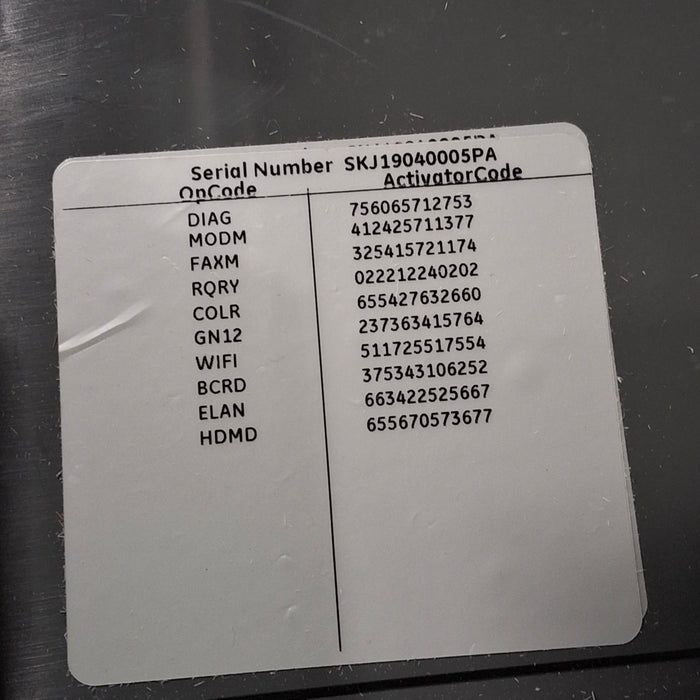 Serial Number SKJ19040005PA
OpCode ActivatorCode
DIAG 756065712753
MODM 412425711377
FAXM 325415721174
RQRY 022212240202
COLR 655427632660
GN12 237363415764
WIFI 511725517554
BCRD 375343106252
ELAN 663422525667
HDMD 655670573677